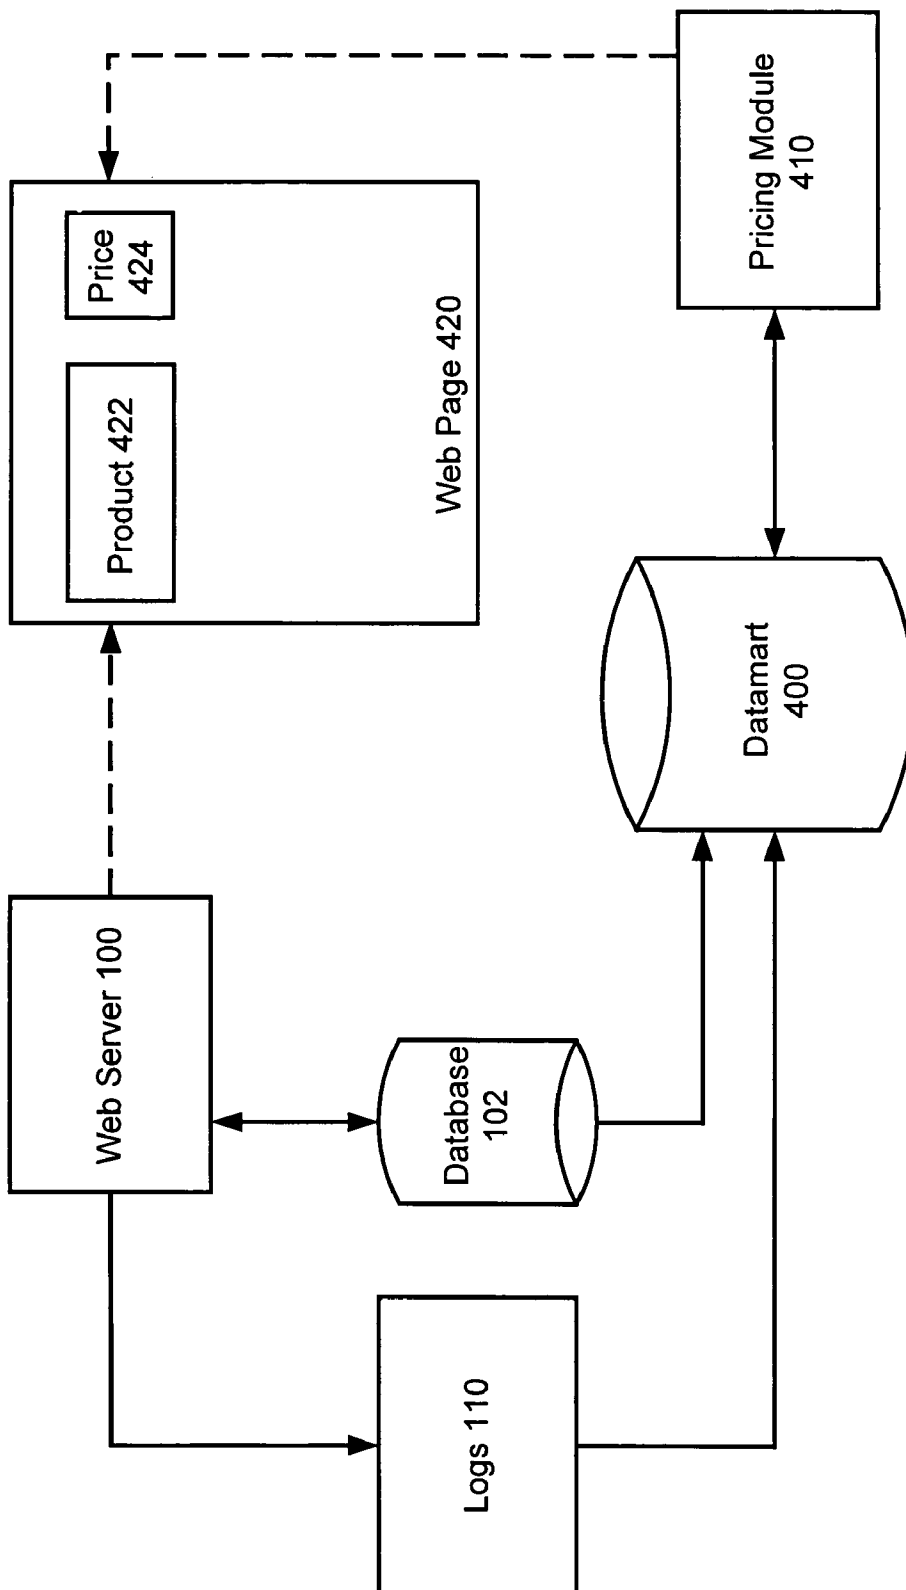 Web Server 100
Product 422
Price
424
Web Page 420
Logs 110
Database
102
Datamart
400
Pricing Module
410